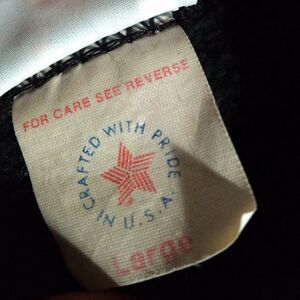 FOR CARE SEE REVERSE
CRAFTED WITH PRIDE
IN U.S.A.
Large